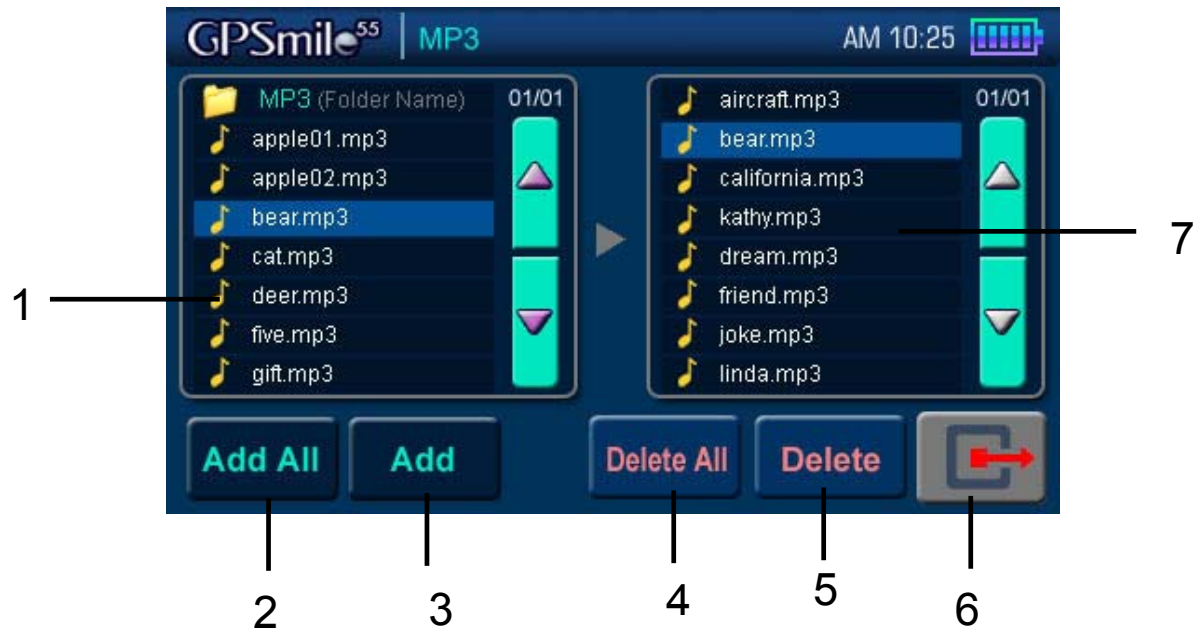 GPSmile55 MP3 AM 10:25
MP3 (Folder Name) 01/01
apple01.mp3
apple02.mp3
bear.mp3
cat.mp3
deer.mp3
five.mp3
gift.mp3
aircraft.mp3 01/01
bear.mp3
california.mp3
kathy.mp3
dream.mp3
friend.mp3
joke.mp3
linda.mp3
Add All Add Delete All Delete
1
7
2 3 4 5 6